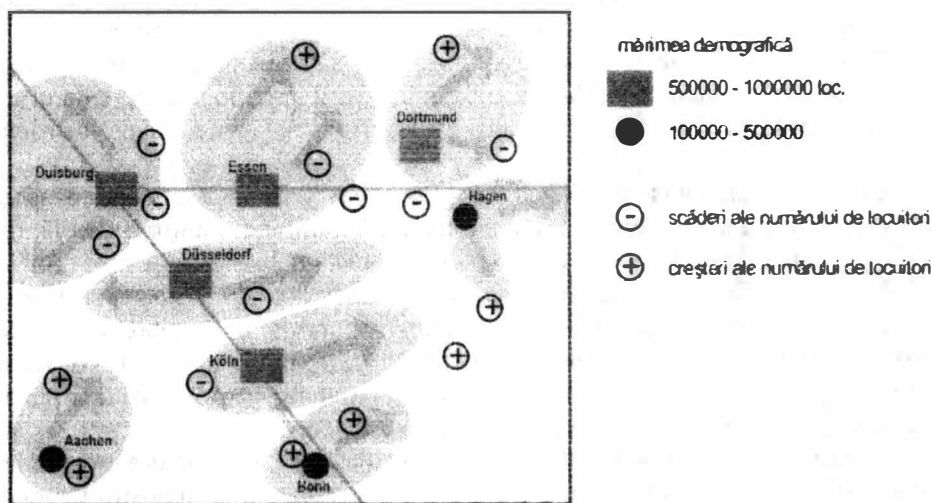 Duisburg
Essen
Dortmund
Hagen
Düsseldorf
Köln
Aachen
Bonn
mărimea demografică
500000 - 1000000 loc.
100000 - 500000
scăderi ale numărului de locuitori
creşteri ale numărului de locuitori